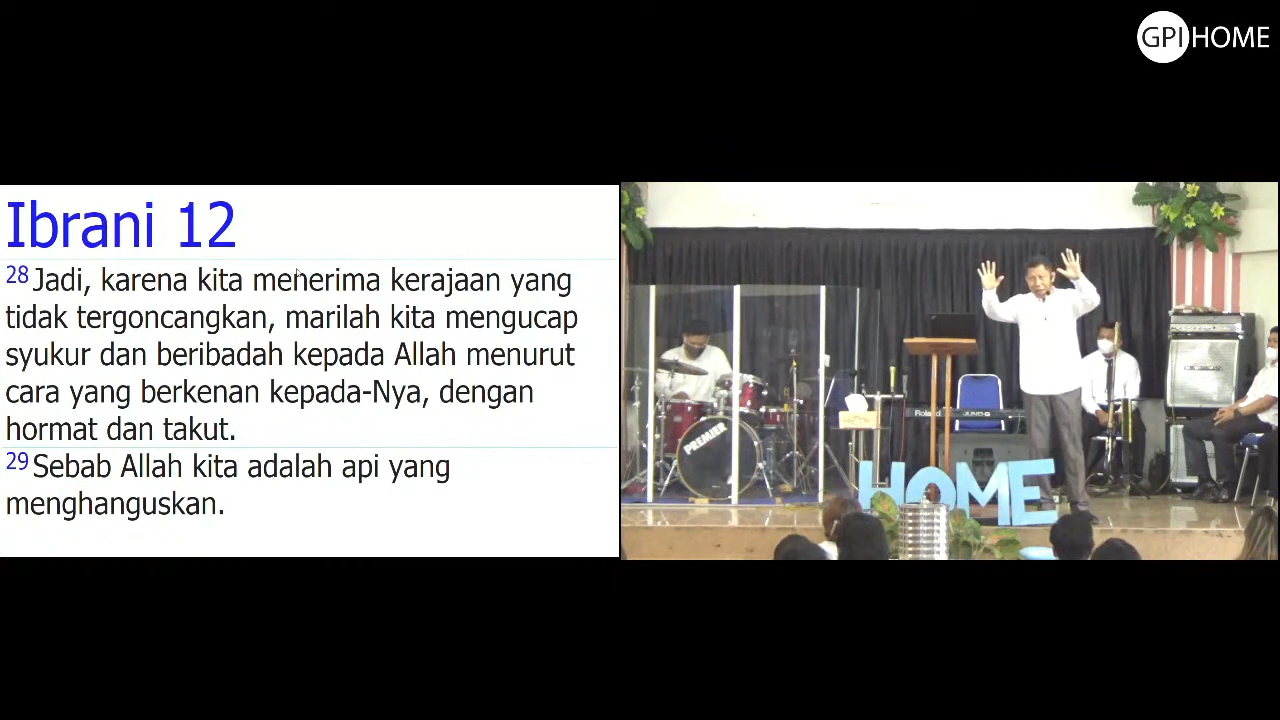 GPI HOME
Ibrani 12
28 Jadi, karena kita menerima kerajaan yang
tidak tergoncangkan, marilah kita mengucap
syukur dan beribadah kepada Allah menurut
cara yang berkenan kepada-Nya, dengan
hormat dan takut.
29 Sebab Allah kita adalah api yang
menghanguskan.
PREMIER
Roland
JUNO-G
HOME